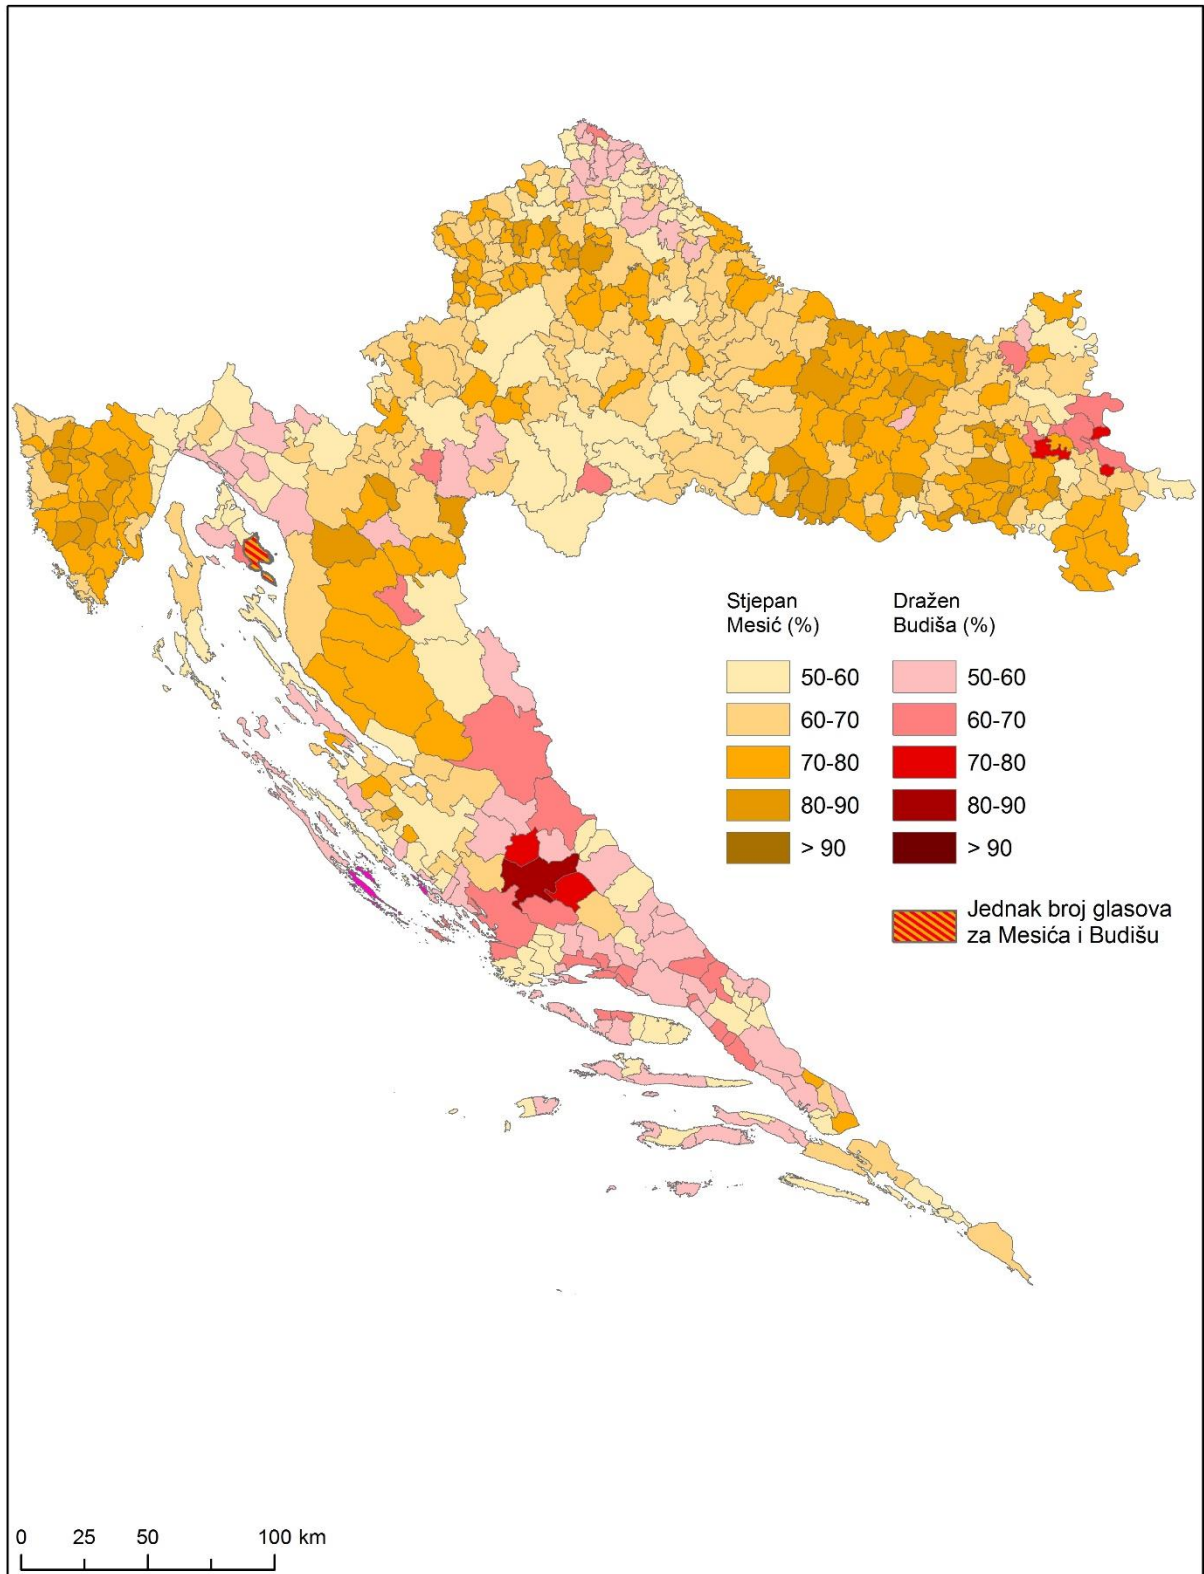 Stjepan
Mesić (%)
Dražen
Budiša (%)
50-60
50-60
60-70
60-70
70-80
70-80
80-90
80-90
> 90
> 90
Jednak broj glasova
za Mesića i Budišu
0 25 50 100 km